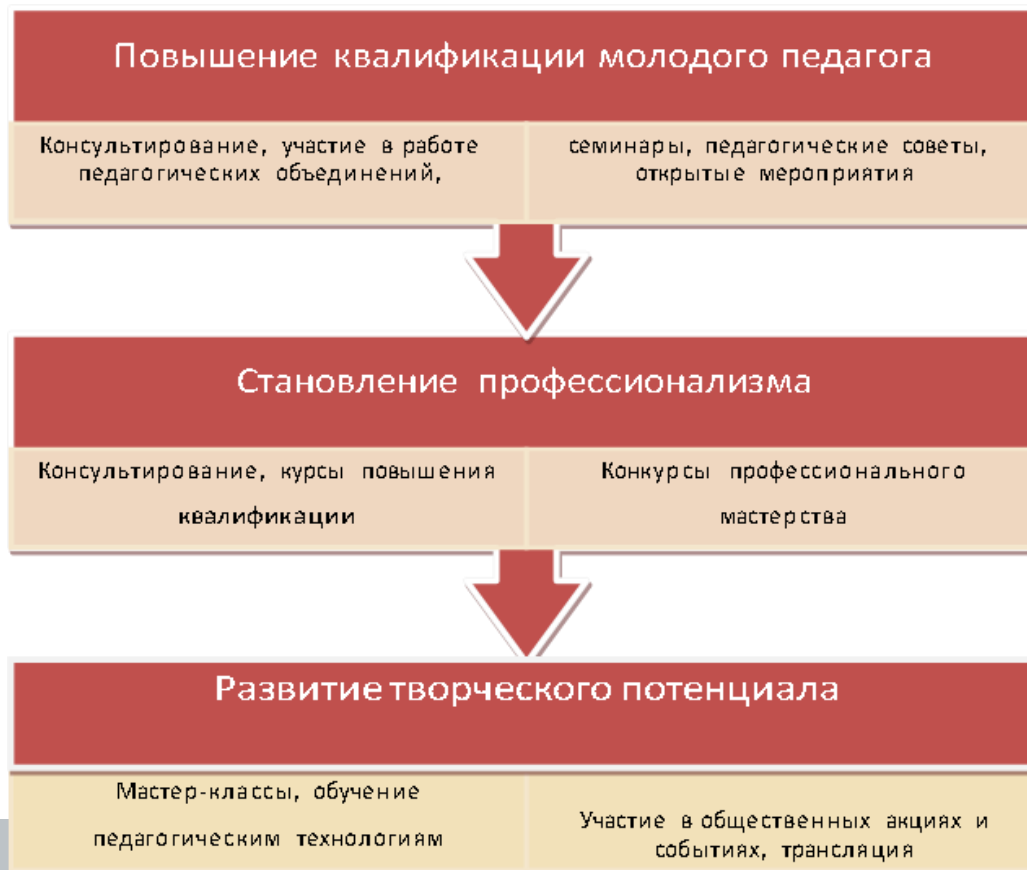 Повышение квалификации молодого педагога
Консультирование, участие в работе
педагогических объединений,
семинары, педагогические советы,
открытые мероприятия
Становление профессионализма
Консультирование, курсы повышения
квалификации
Конкурсы профессионального
мастерства
Развитие творческого потенциала
Мастер-классы, обучение
педагогическим технологиям
Участие в общественных акциях и
событиях, трансляция